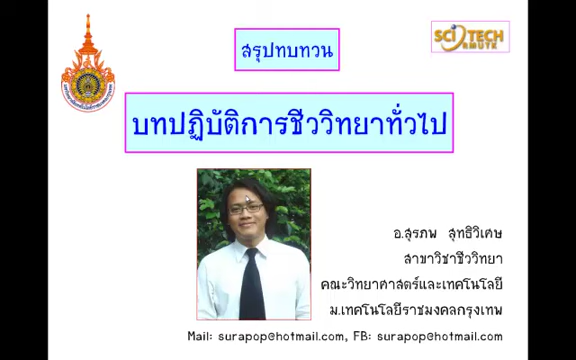 สรุปทบทวน
SCI TECH
RMUTK
บทปฏิบัติการชีววิทยาทั่วไป
อ.สุรภพ สุทธิวิเศษ
สาขาวิชาชีววิทยา
คณะวิทยาศาสตร์และเทคโนโลยี
ม.เทคโนโลยีราชมงคลกรุงเทพ
Mail: surapop@hotmail.com, FB: surapop@hotmail.com